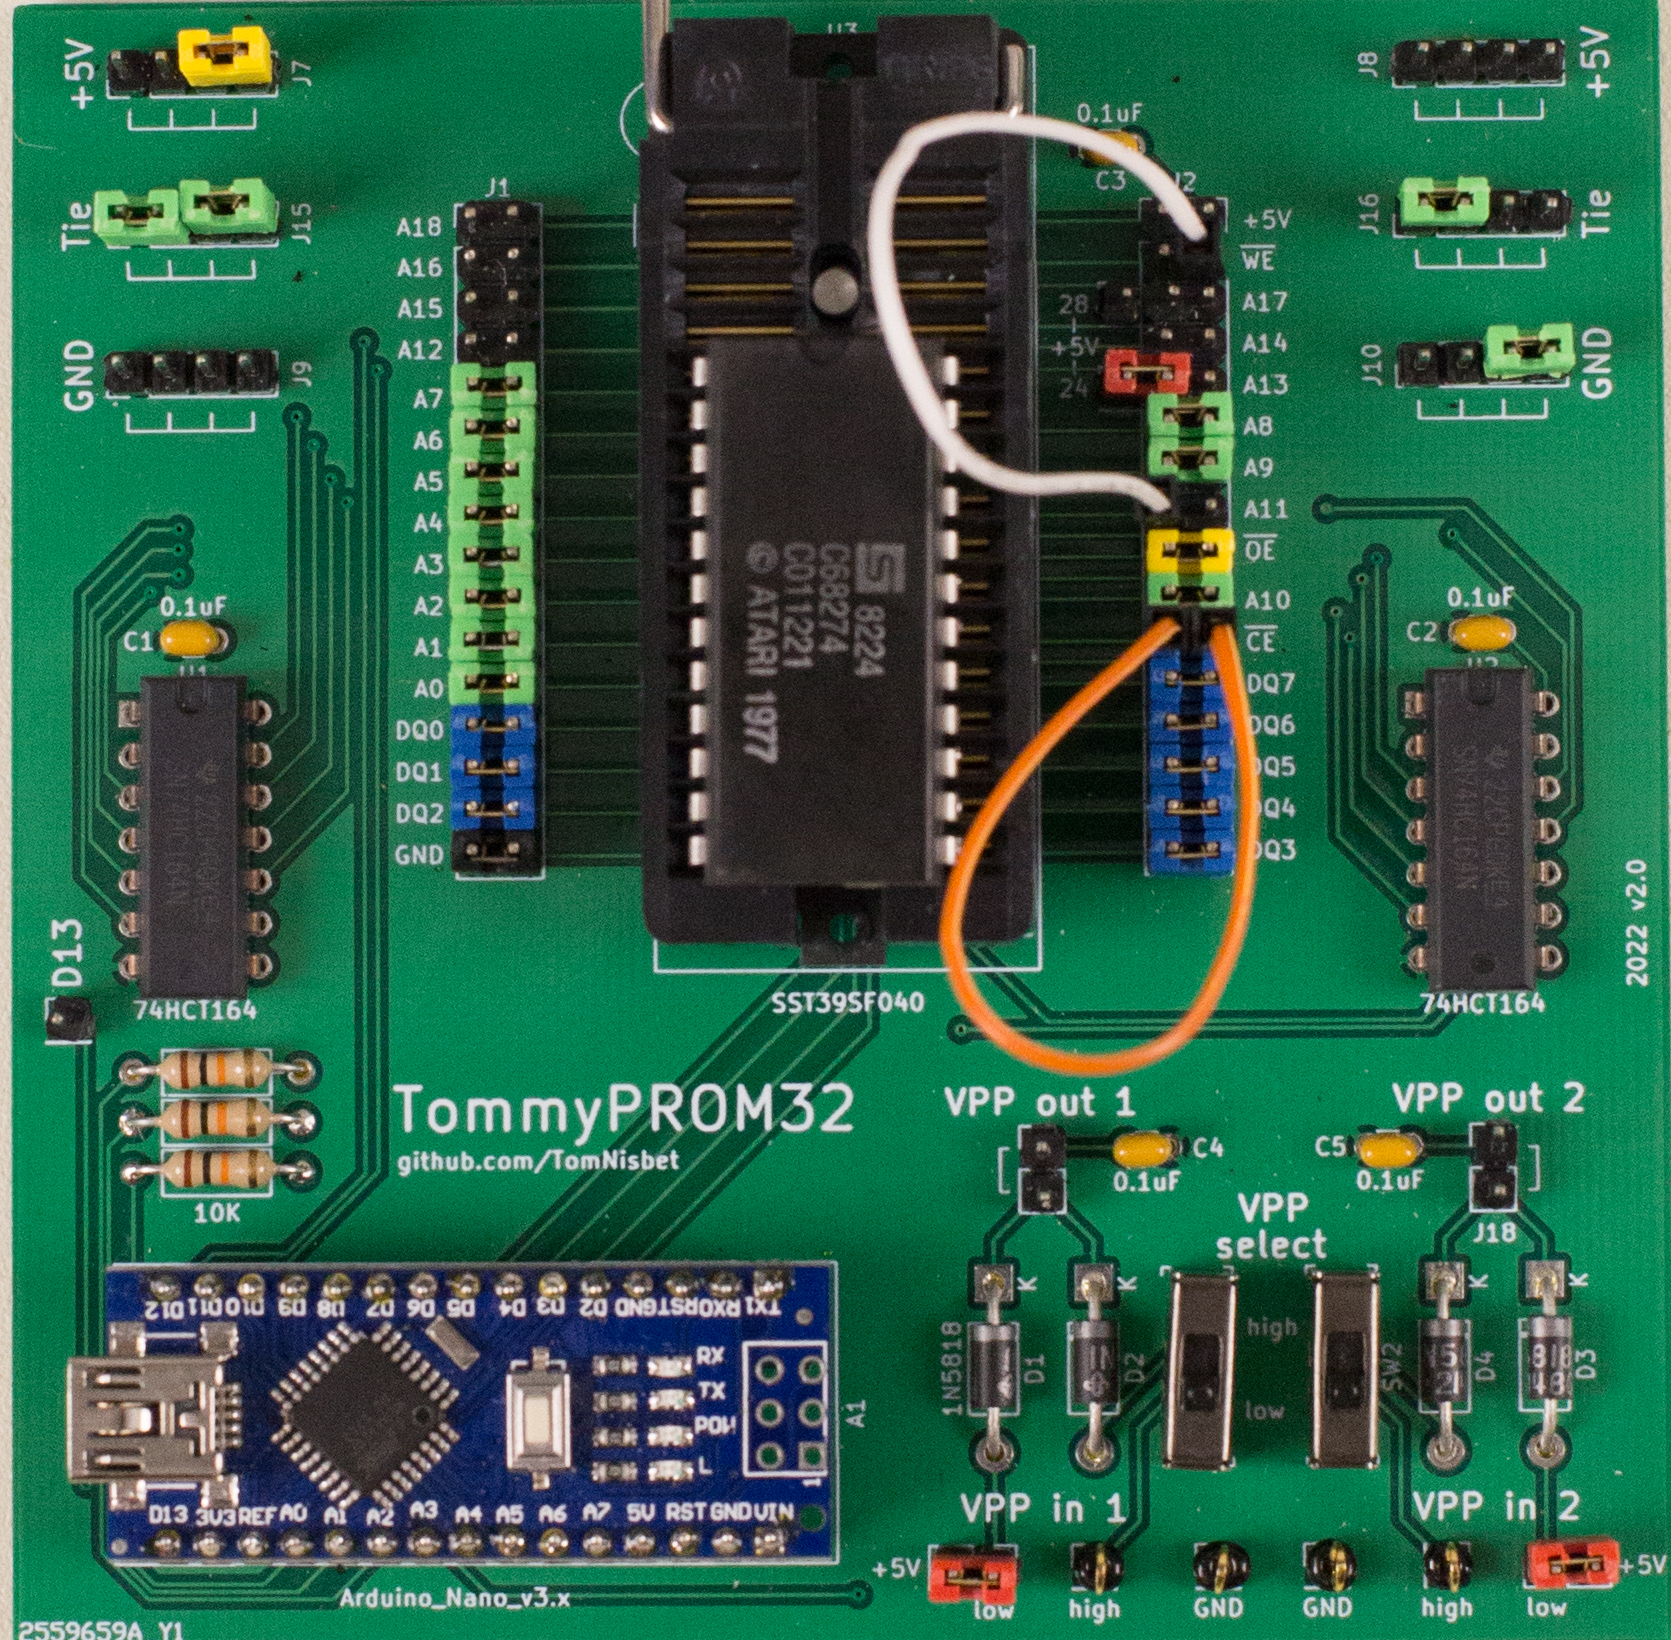 +5V
J7
Tie
J15
GND
J9
J1
A18
A16
A15
A12
A7
A6
A5
A4
A3
A2
A1
A0
DQ0
DQ1
DQ2
GND
U3
0.1uF
C3
J2
+5V
WE
A17
A14
A13
A8
A9
A11
OE
A10
CE
DQ7
DQ6
DQ5
DQ4
DQ3
28
+5V
24
J8
+5V
J16
Tie
J10
GND
S 8224
C68274
C011221
© ATARI 1977
SST39SF040
0.1uF
C1
U1
74HCT164
D13
10K
0.1uF
C2
U2
SN74HC164N
74HCT164
2022 v2.0
TommyPROM32
github.com/TomNisbet
VPP out 1
C4
0.1uF
VPP out 2
C5
0.1uF
J18
VPP
select
high
low
SW2
K
K
K
K
1N5818
D1
D2
D4
D3
VPP in 1
VPP in 2
+5V
low
high
GND
GND
high
low
+5V
D12
D11
D10
D9
D8
D7
D6
D5
D4
D3
D2
GND
RST
RX0
TX1
RX
TX
POW
L
A1
1
D13
3V3
REF
A0
A1
A2
A3
A4
A5
A6
A7
5V
RST
GND
VIN
Arduino_Nano_v3.x
2559659A Y1